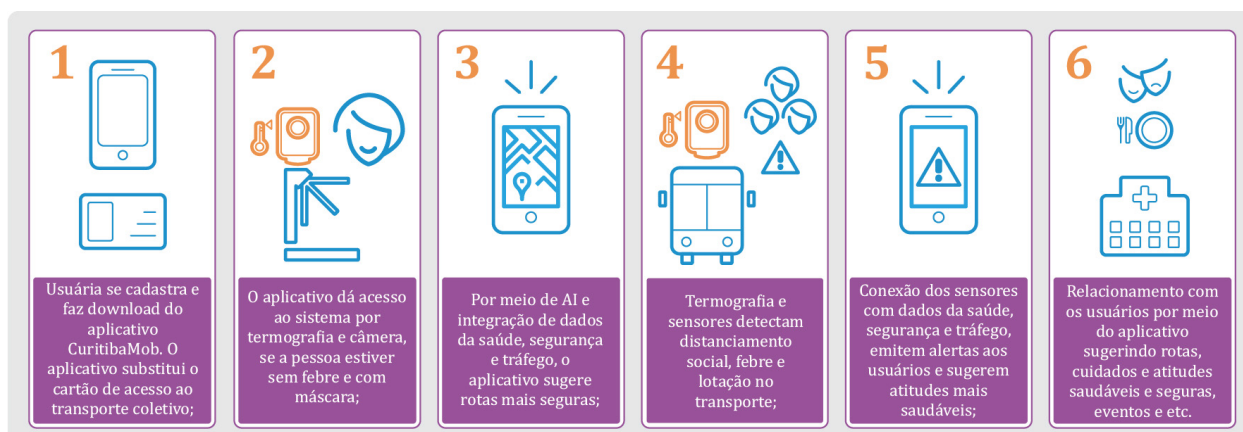 1
Usuária se cadastra e
faz download do
aplicativo
CuritibaMob. O
aplicativo substitui o
cartão de acesso ao
transporte coletivo;
2
O aplicativo dá acesso
ao sistema por
termografia e câmera,
se a pessoa estiver
sem febre e com
máscara;
3
Por meio de AI e
integração de dados
da saúde, segurança
e tráfego, o
aplicativo sugere
rotas mais seguras;
4
Termografia e
sensores detectam
distanciamento
social, febre e
lotação no
transporte;
5
Conexão dos sensores
com dados da saúde,
segurança e tráfego,
emitem alertas aos
usuários e sugerem
atitudes mais
saudáveis;
6
Relacionamento com
os usuários por meio
do aplicativo
sugerindo rotas,
cuidados e atitudes
saudáveis e seguras,
eventos e etc.